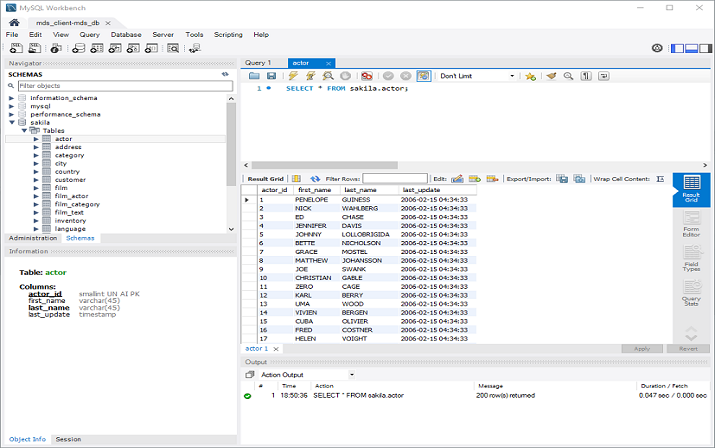 MySQL Workbench
mds_client-mds_db ×
File Edit View Query Database Server Tools Scripting Help
Navigator
SCHEMAS
Filter objects
information_schema
mysql
performance_schema
sakila
Tables
actor
address
category
city
country
customer
film
film_actor
film_category
film_text
inventory
language
Administration Schemas
Information
Table: actor
Columns:
actor_id smallint UN AI PK
first_name varchar(45)
last_name varchar(45)
last_update timestamp
Object Info Session
Query 1 actor ×
Don't Limit
1 SELECT * FROM sakila.actor;
Result Grid Filter Rows: Edit: Export/Import: Wrap Cell Content:
actor_id first_name last_name last_update
1 PENELOPE GUINESS 2006-02-15 04:34:33
2 NICK WAHLBERG 2006-02-15 04:34:33
3 ED CHASE 2006-02-15 04:34:33
4 JENNIFER DAVIS 2006-02-15 04:34:33
5 JOHNNY LOLLOBRIGIDA 2006-02-15 04:34:33
6 BETTE NICHOLSON 2006-02-15 04:34:33
7 GRACE MOSTEL 2006-02-15 04:34:33
8 MATTHEW JOHANSSON 2006-02-15 04:34:33
9 JOE SWANK 2006-02-15 04:34:33
10 CHRISTIAN GABLE 2006-02-15 04:34:33
11 ZERO CAGE 2006-02-15 04:34:33
12 KARL BERRY 2006-02-15 04:34:33
13 UMA WOOD 2006-02-15 04:34:33
14 VIVIEN BERGEN 2006-02-15 04:34:33
15 CUBA OLIVIER 2006-02-15 04:34:33
16 FRED COSTNER 2006-02-15 04:34:33
17 HELEN VOIGHT 2006-02-15 04:34:33
Result
Grid
Form
Editor
Field
Types
Query
Stats
actor 1 × Apply Revert
Output
Action Output
# Time Action Message Duration / Fetch
1 18:50:36 SELECT * FROM sakila.actor 200 row(s) returned 0.047 sec / 0.000 sec